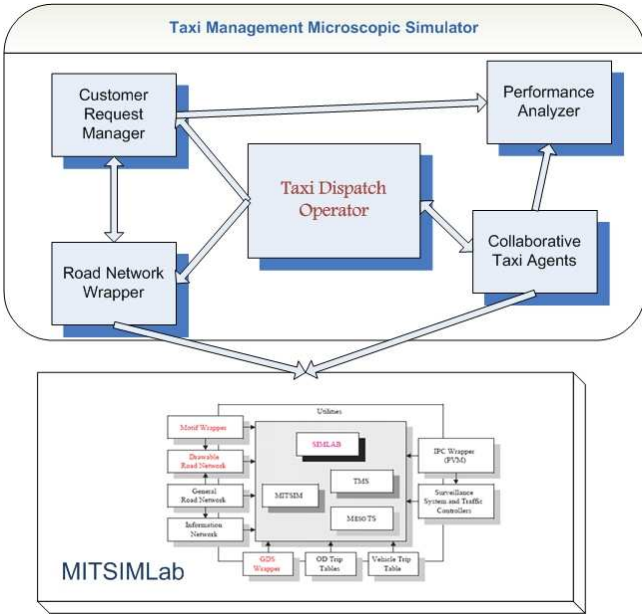 Taxi Management Microscopic Simulator
Customer
Request
Manager
Performance
Analyzer
Taxi Dispatch
Operator
Road Network
Wrapper
Collaborative
Taxi Agents
Utilities
Motif Wrapper
SIMLAB
Drawable
Road Network
IPC Wrapper
(PVM)
TMS
General
Road Network
MITSIM
Surveillance
System and Traffic
Controllers
MesoTS
Information
Network
GDS
Wrapper
OD Trip
Tables
Vehicle Trip
Table
MITSIMLab